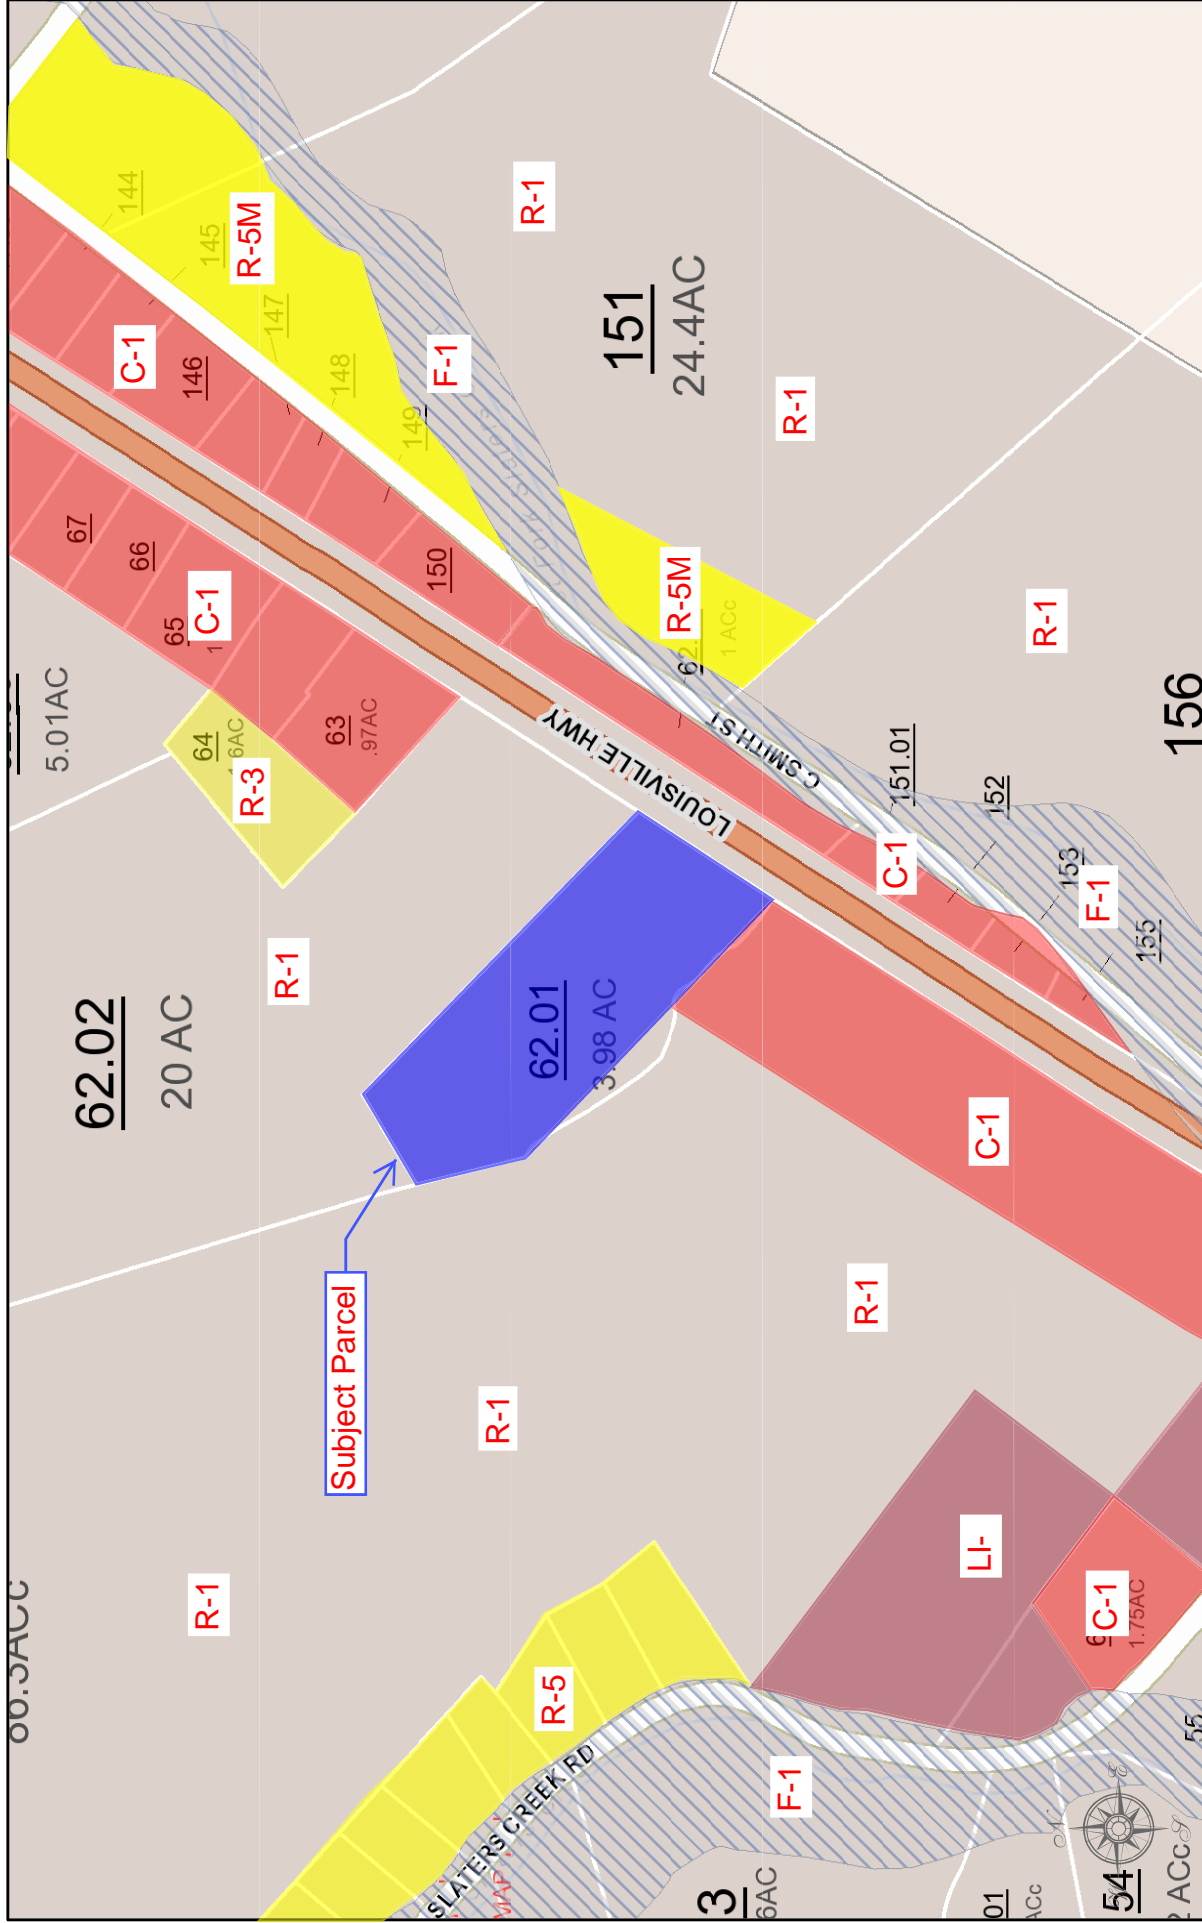 5.01AC
67
62.02
20 AC
66
C-1
144
R-1
65
C-1
146
64
R-3
145
R-5M
147
R-1
63
.97AC
148
Subject Parcel
149
150
F-1
SLATERS CREEK RD
R-1
R-5
62.01
3.98 AC
LOUISVILLE HWY
R-1
151
24.4AC
R-5M
1 ACc
C SMITH ST
F-1
R-1
R-1
C-1
151.01
LI-
C-1
152
R-1
153
F-1
C-1
1.75AC
155
54
156
N
E
S